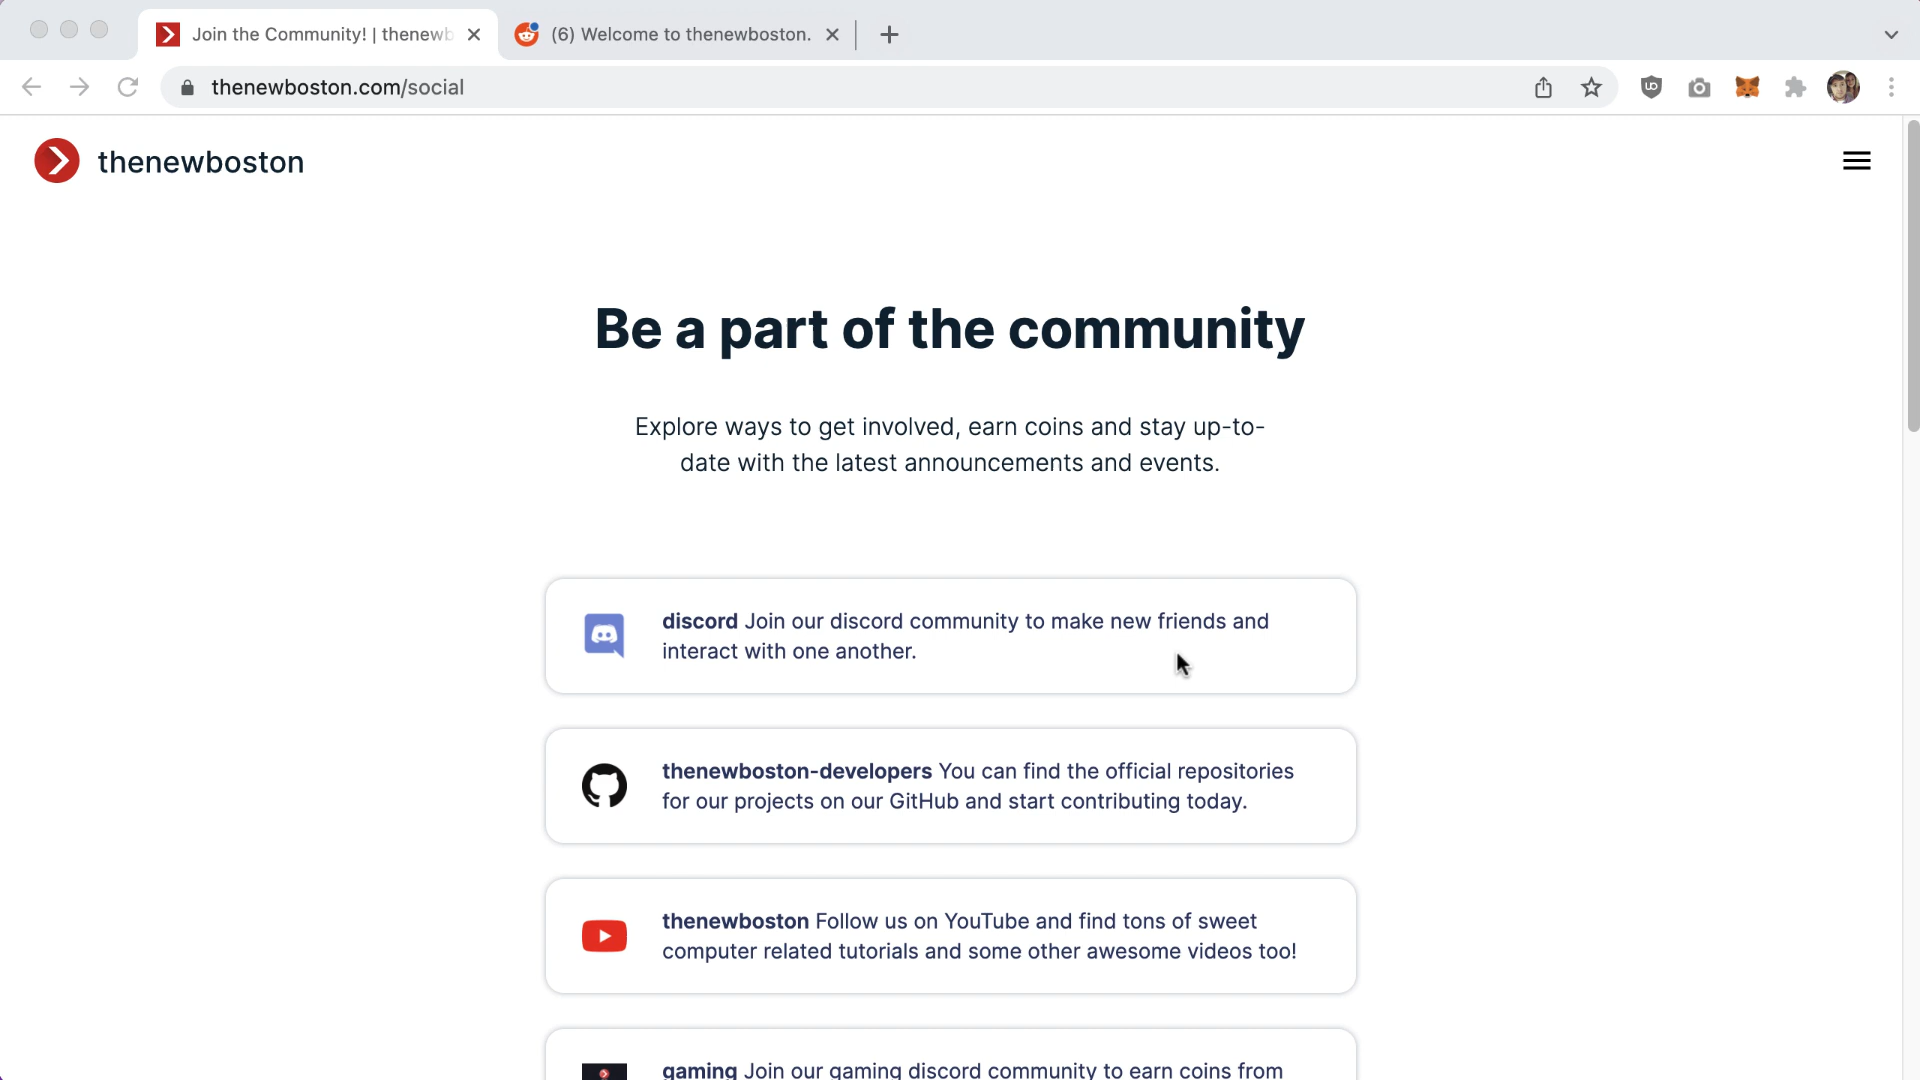 Join the Community! | thenewb
(6) Welcome to thenewboston.
thenewboston.com/social
thenewboston
Be a part of the community
Explore ways to get involved, earn coins and stay up-to-
date with the latest announcements and events.
discord Join our discord community to make new friends and
interact with one another.
thenewboston-developers You can find the official repositories
for our projects on our GitHub and start contributing today.
thenewboston Follow us on YouTube and find tons of sweet
computer related tutorials and some other awesome videos too!
gaming Join our gaming discord community to earn coins from